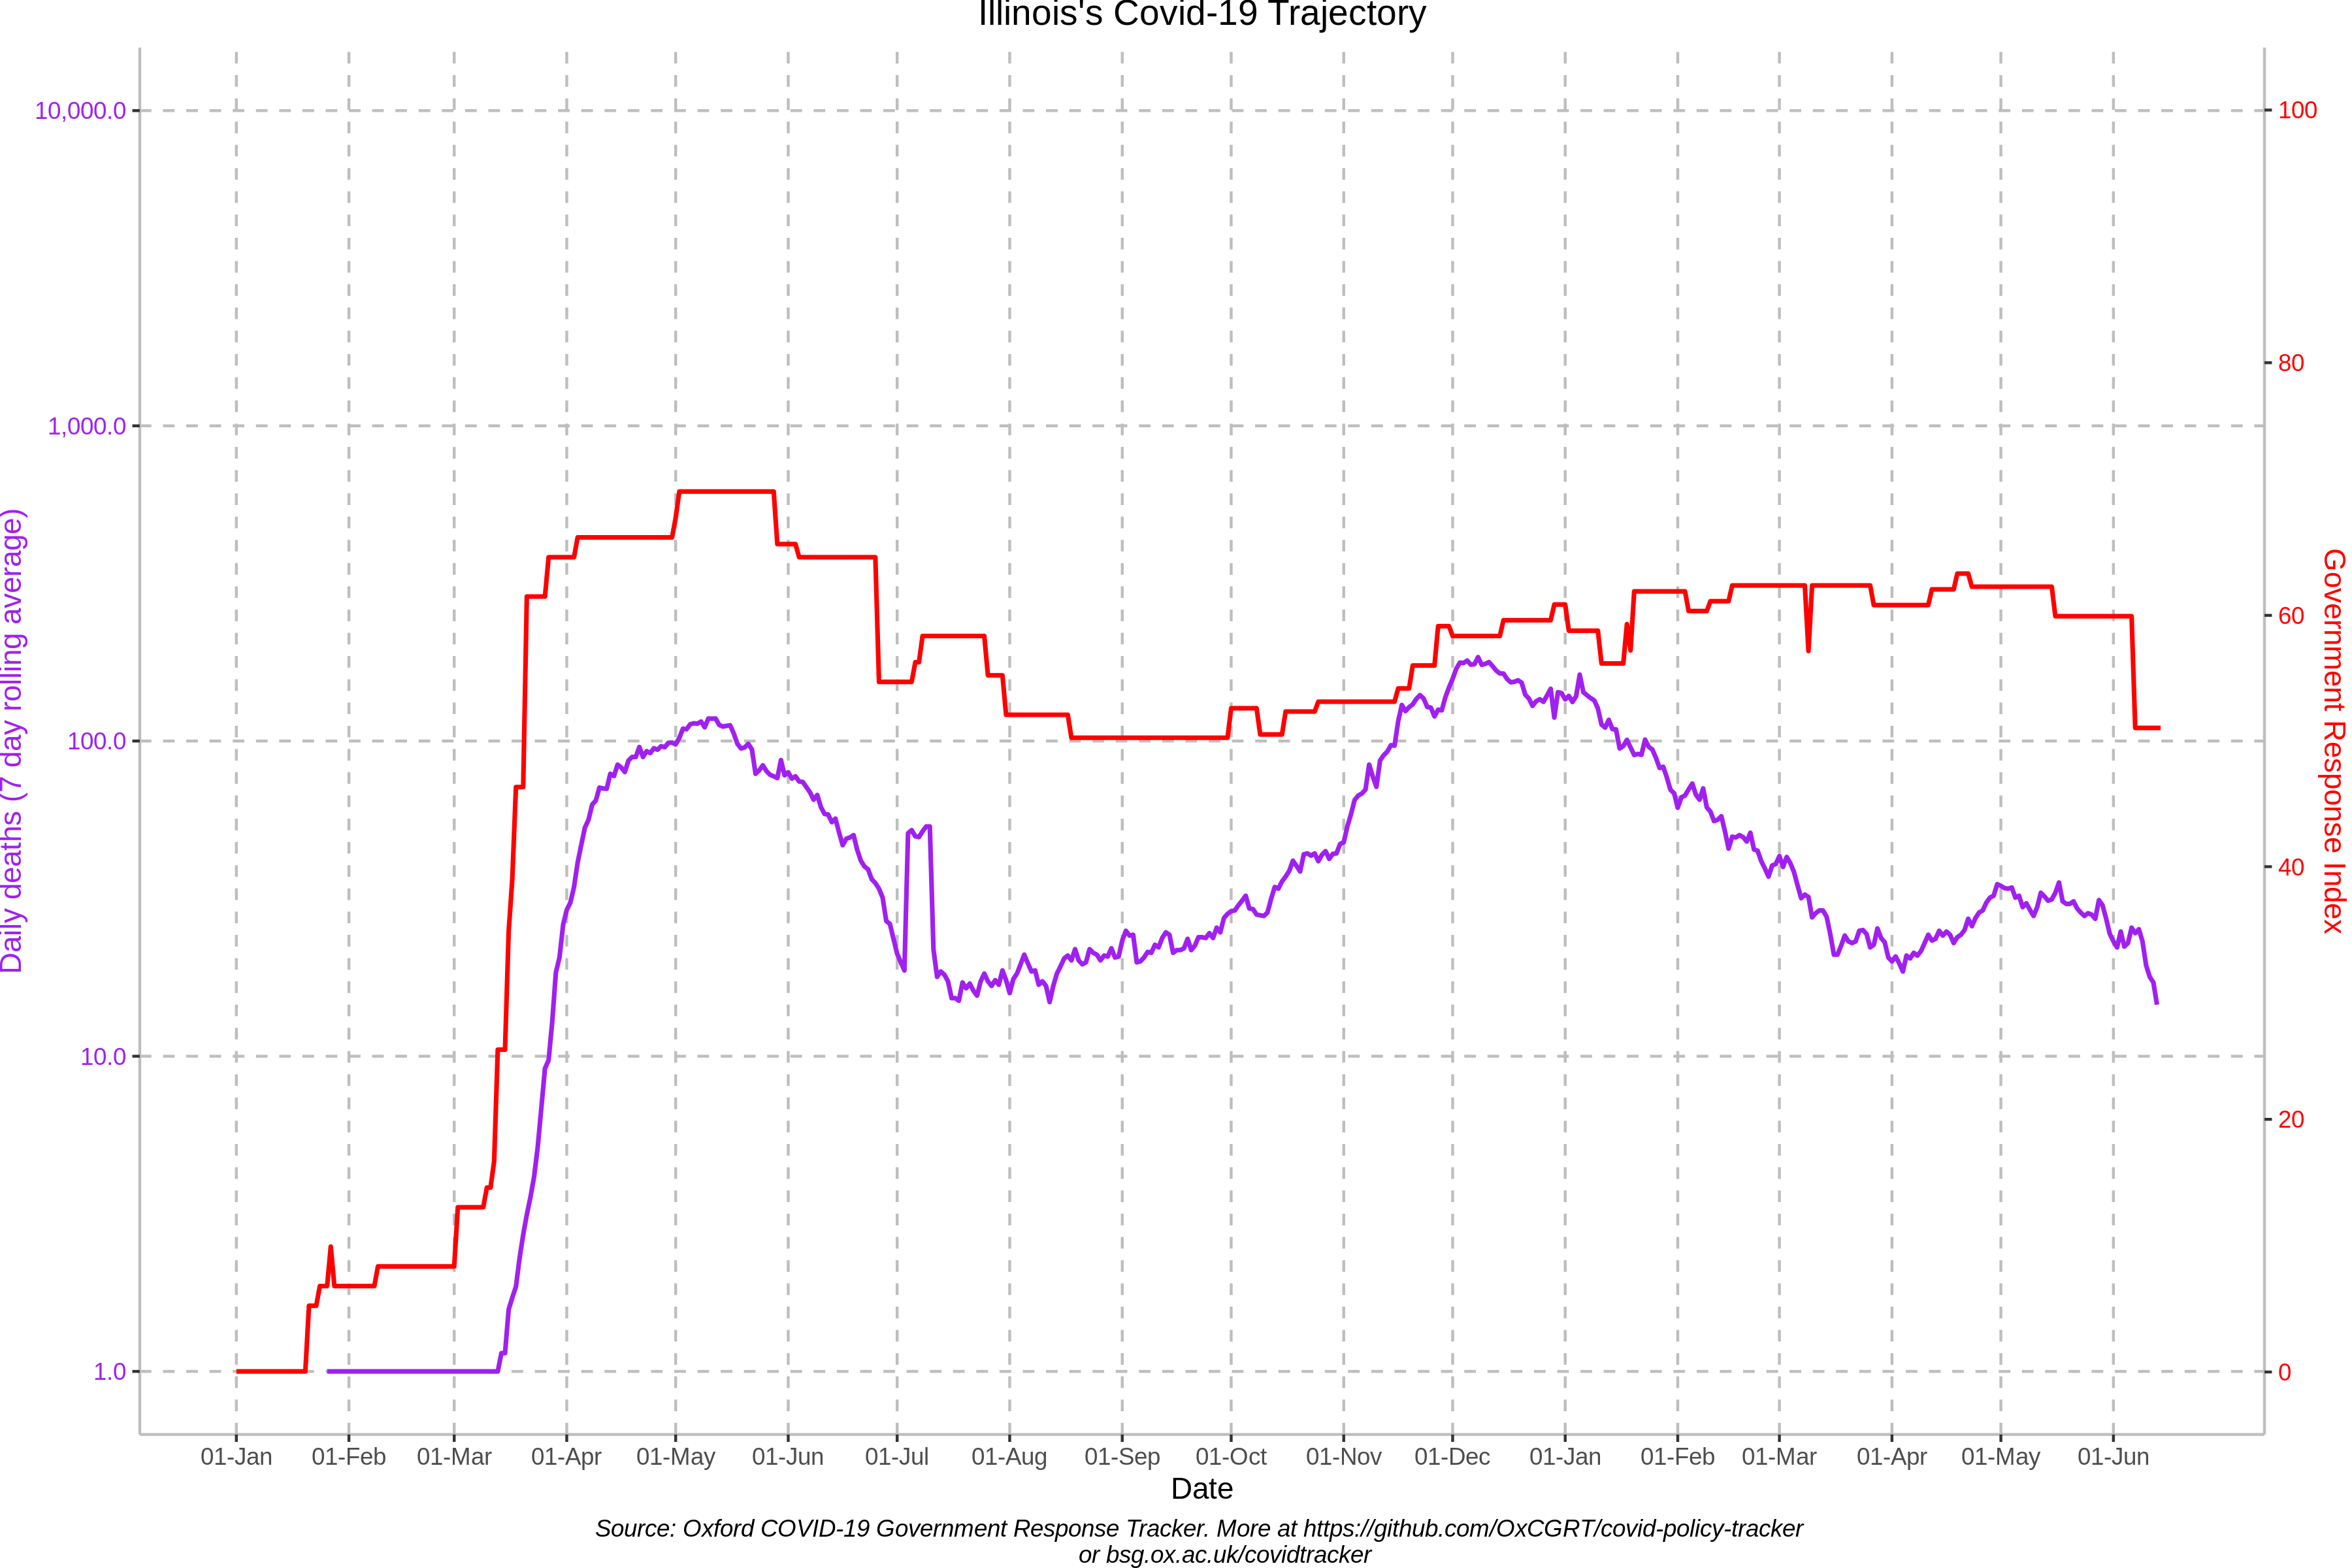 Illinois's Covid-19 Trajectory
10,000.0
1,000.0
100.0
10.0
1.0
Daily deaths (7 day rolling average)
100
80
60
40
20
0
Government Response Index
01-Jan 01-Feb 01-Mar 01-Apr 01-May 01-Jun 01-Jul 01-Aug 01-Sep 01-Oct 01-Nov 01-Dec 01-Jan 01-Feb 01-Mar 01-Apr 01-May 01-Jun
Date
Source: Oxford COVID-19 Government Response Tracker. More at https://github.com/OxCGRT/covid-policy-tracker
or bsg.ox.ac.uk/covidtracker